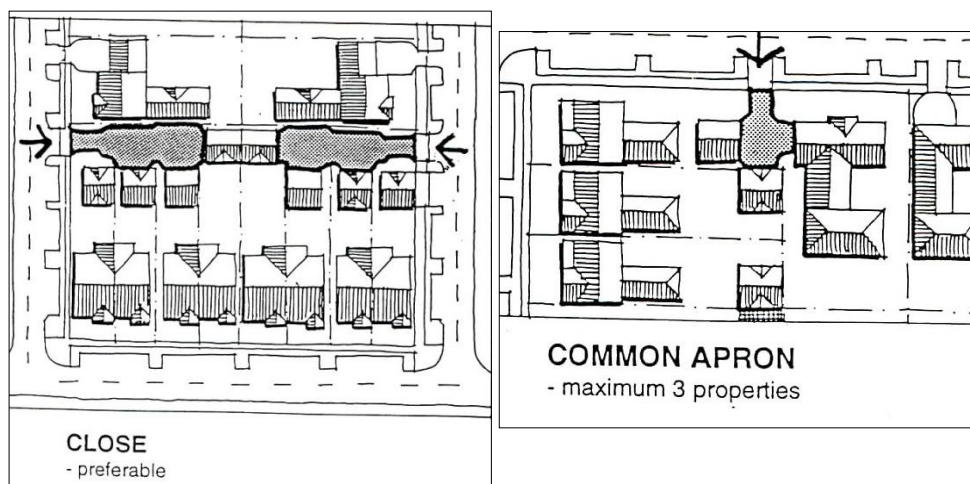 CLOSE
- preferable
COMMON APRON
- maximum 3 properties